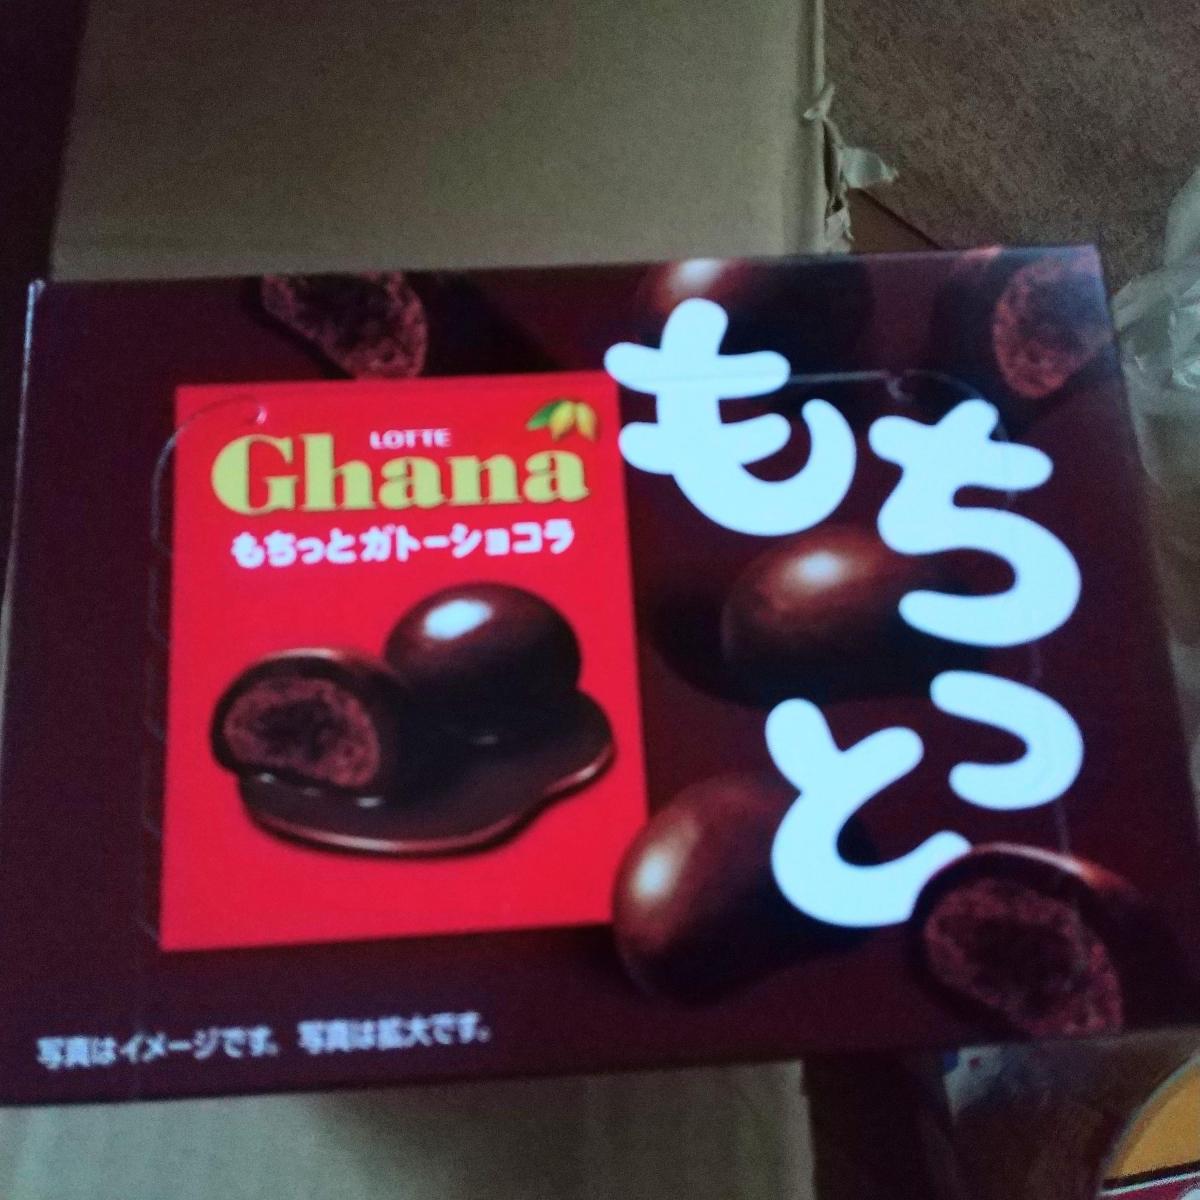 LOTTE
Ghana
もちっとガトーショコラ
もちっと
写真はイメージです。写真は拡大です。